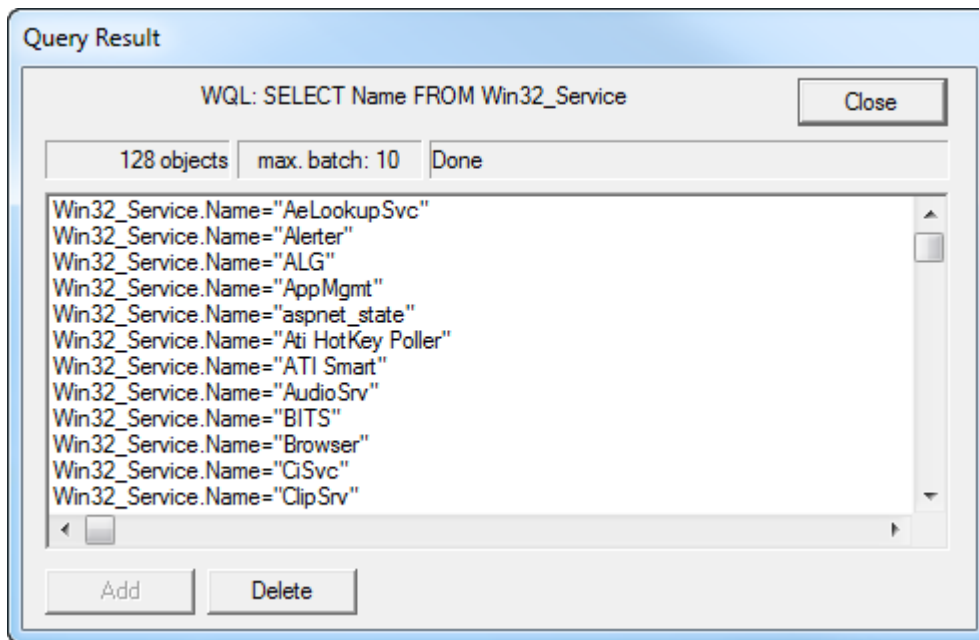 Query Result
WQL: SELECT Name FROM Win32_Service
Close
128 objects
max. batch: 10
Done
Win32_Service.Name="AeLookupSvc"
Win32_Service.Name="Alerter"
Win32_Service.Name="ALG"
Win32_Service.Name="AppMgmt"
Win32_Service.Name="aspnet_state"
Win32_Service.Name="Ati HotKey Poller"
Win32_Service.Name="ATI Smart"
Win32_Service.Name="AudioSrv"
Win32_Service.Name="BITS"
Win32_Service.Name="Browser"
Win32_Service.Name="CiSvc"
Win32_Service.Name="ClipSrv"
Add
Delete